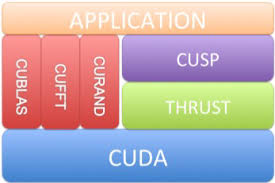 APPLICATION
CUBLAS
CUFFT
CURAND
CUSP
THRUST
CUDA